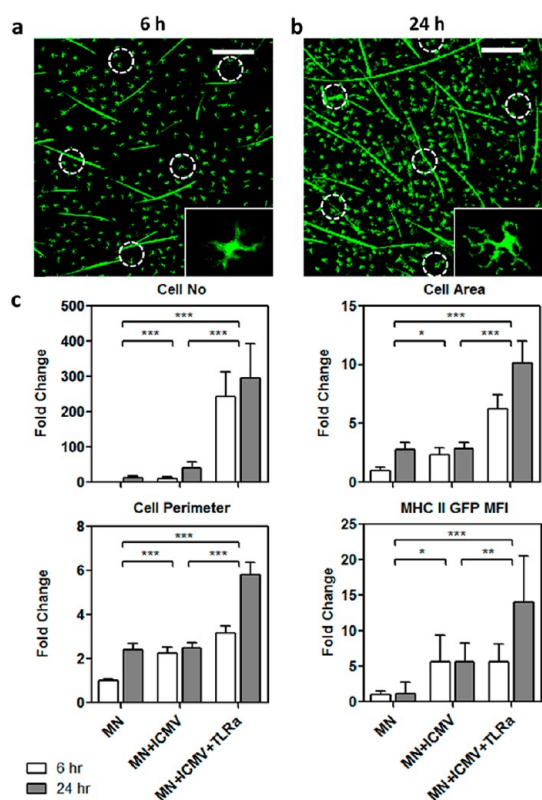 a 6 h b 24 h
c
Cell No
Fold Change
500
400
300
200
100
0
***
*** ***
Cell Area
Fold Change
15
10
5
0
***
* ***
Cell Perimeter
Fold Change
8
6
4
2
0
***
*** ***
MN
MN+ICMV
MN+ICMV+TLRa
MHC II GFP MFI
Fold Change
25
20
15
10
5
0
***
* **
MN
MN+ICMV
MN+ICMV+TLRa
6 hr
24 hr